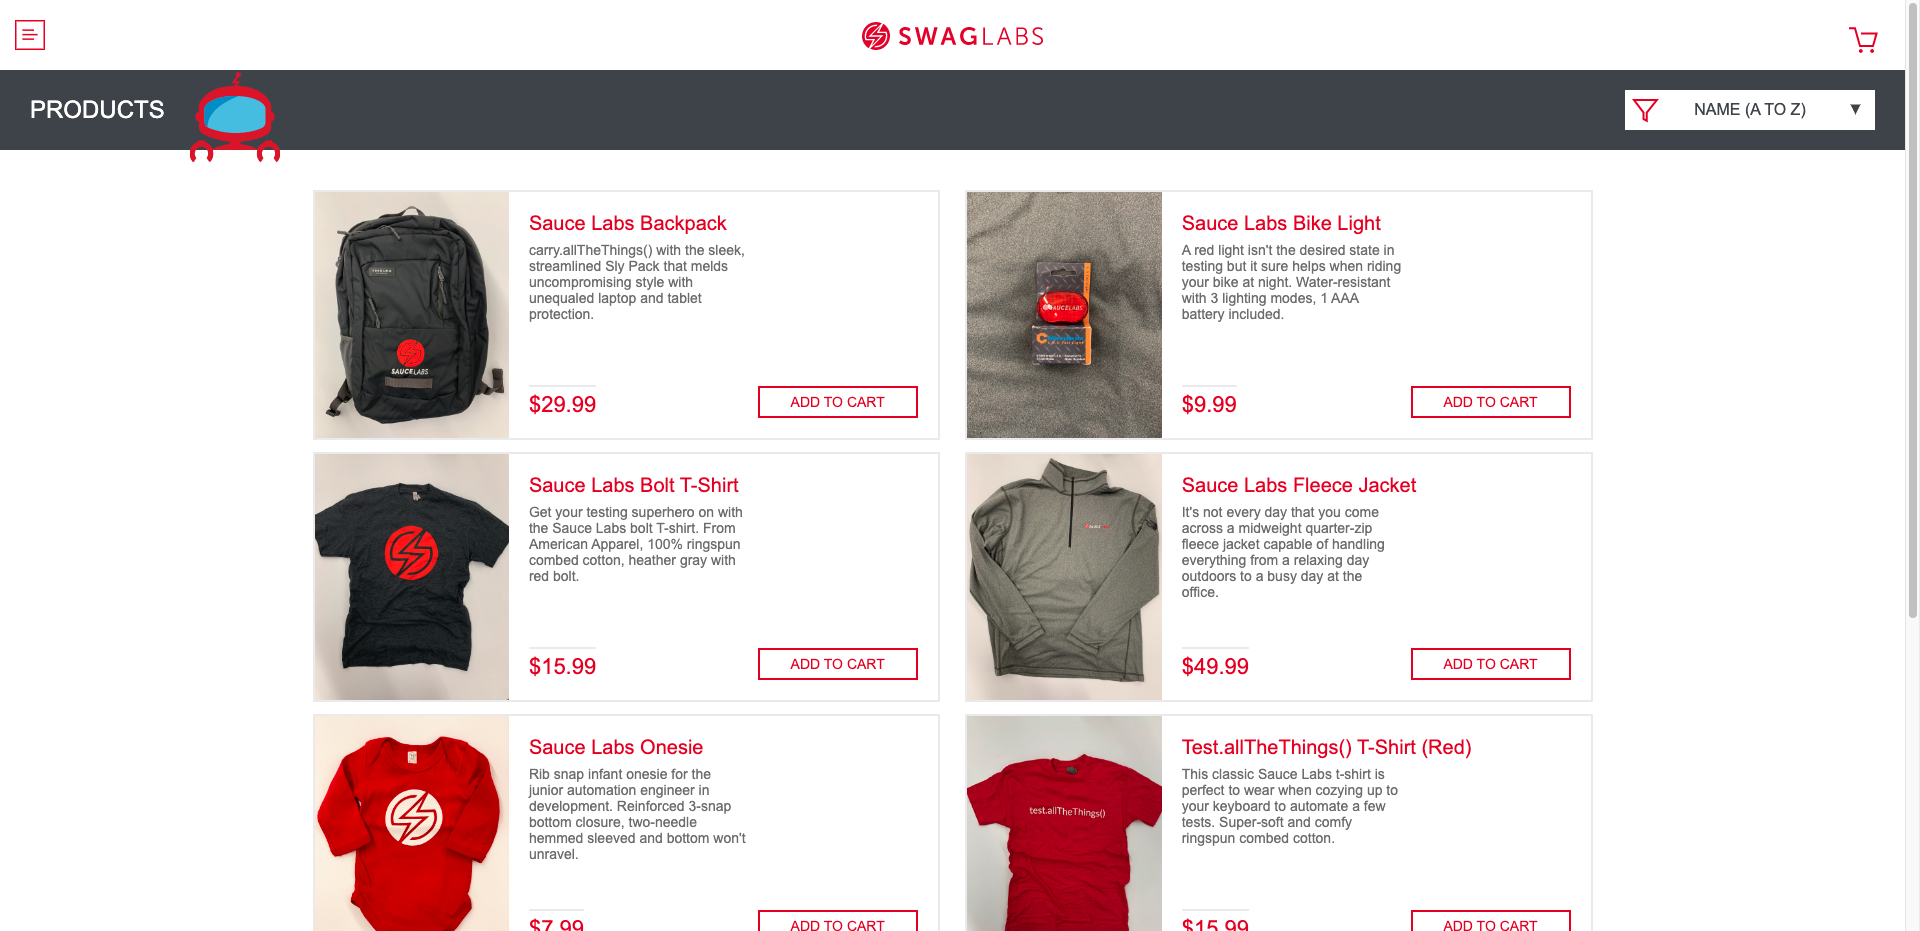 SWAGLABS
PRODUCTS
NAME (A TO Z)
Sauce Labs Backpack
carry.allTheThings() with the sleek,
streamlined Sly Pack that melds
uncompromising style with
unequaled laptop and tablet
protection.
SAUCELABS
$29.99
ADD TO CART
Sauce Labs Bike Light
A red light isn't the desired state in
testing but it sure helps when riding
your bike at night. Water-resistant
with 3 lighting modes, 1 AAA
battery included.
SAUCELABS
$9.99
ADD TO CART
Sauce Labs Bolt T-Shirt
Get your testing superhero on with
the Sauce Labs bolt T-shirt. From
American Apparel, 100% ringspun
combed cotton, heather gray with
red bolt.
$15.99
ADD TO CART
Sauce Labs Fleece Jacket
It's not every day that you come
across a midweight quarter-zip
fleece jacket capable of handling
everything from a relaxing day
outdoors to a busy day at the
office.
$49.99
ADD TO CART
Sauce Labs Onesie
Rib snap infant onesie for the
junior automation engineer in
development. Reinforced 3-snap
bottom closure, two-needle
hemmed sleeved and bottom won't
unravel.
$7.99
ADD TO CART
Test.allTheThings() T-Shirt (Red)
This classic Sauce Labs t-shirt is
perfect to wear when cozying up to
your keyboard to automate a few
tests. Super-soft and comfy
ringspun combed cotton.
test.allTheThings()
$15.99
ADD TO CART